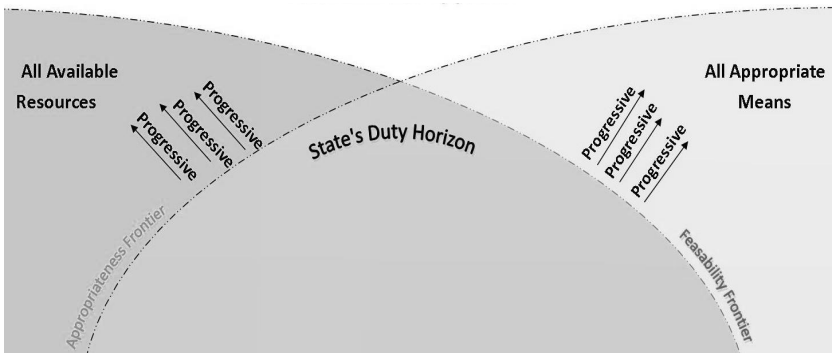 All Available
Resources
Progressive
Progressive
Progressive
State's Duty Horizon
Progressive
Progressive
Progressive
All Appropriate
Means
Appropriateness Frontier
Feasability Frontier